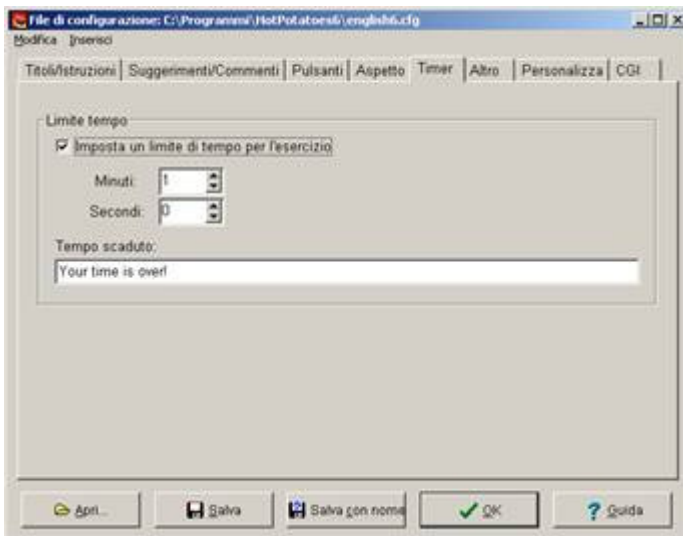 File di configurazione: C:\Programmi\HotPotatoes6\english6.cfg
Modifica Inserisci
Titoli/Istruzioni Suggerimenti/Commenti Pulsanti Aspetto Timer Altro Personalizza CGI
Limite tempo
Imposta un limite di tempo per l'esercizio
Minuti: 1
Secondi: 0
Tempo scaduto:
Your time is over!
Apri... Salva Salva con nome OK Guida